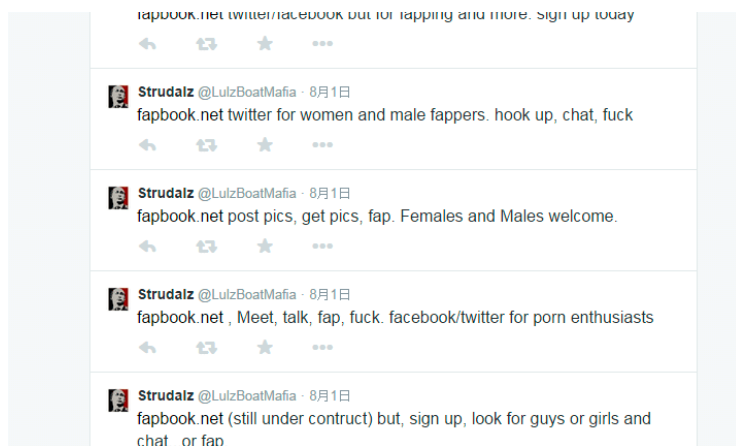 fapbook.net twitter/facebook but for fapping and more. sign up today
Strudalz @LulzBoatMafia · 8月1日
fapbook.net twitter for women and male fappers. hook up, chat, fuck
Strudalz @LulzBoatMafia · 8月1日
fapbook.net post pics, get pics, fap. Females and Males welcome.
Strudalz @LulzBoatMafia · 8月1日
fapbook.net , Meet, talk, fap, fuck. facebook/twitter for porn enthusiasts
Strudalz @LulzBoatMafia · 8月1日
fapbook.net (still under contruct) but, sign up, look for guys or girls and
chat , or fap